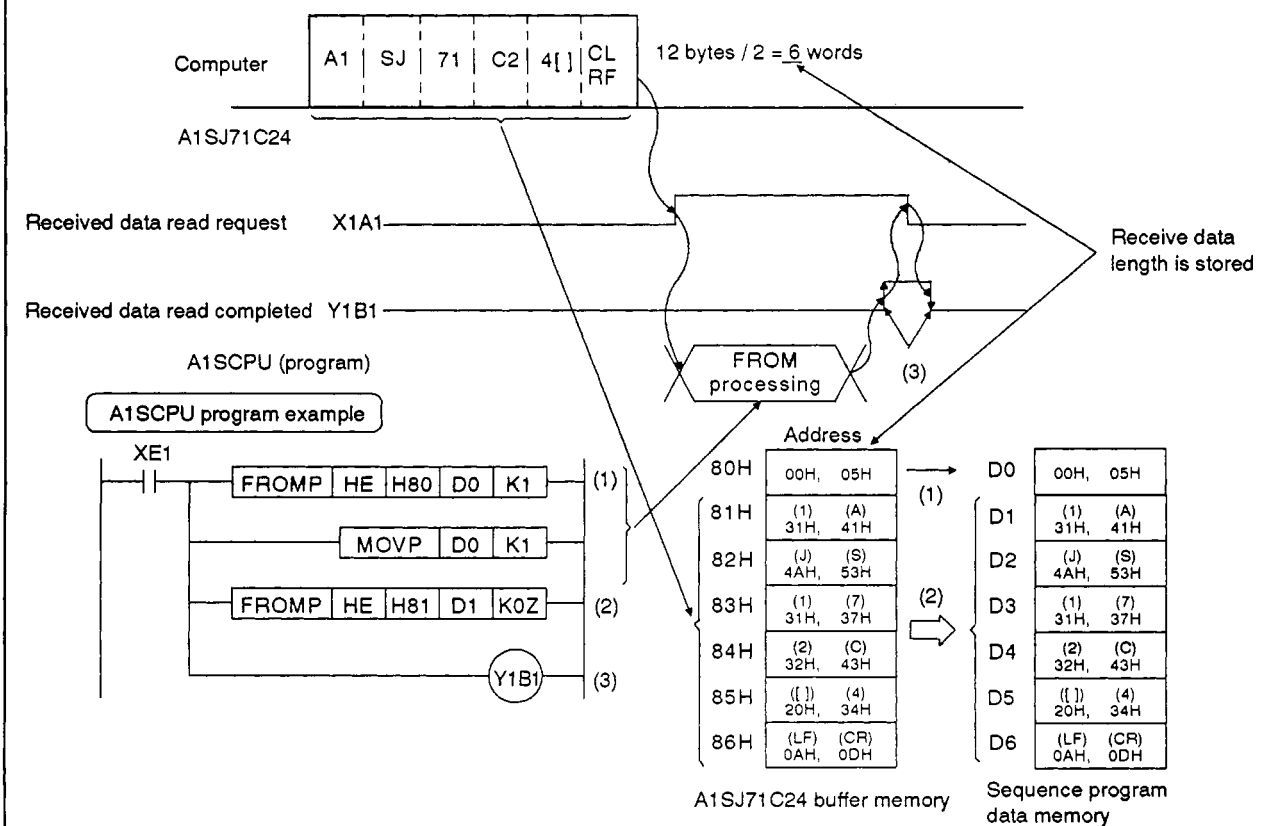 Computer
A1 SJ 71 C2 4[ ] CL
RF
12 bytes / 2 = 6 words
A1SJ71C24
Received data read request X1A1
Receive data
length is stored
Received data read completed Y1B1
A1SCPU (program)
FROM
processing
(3)
A1SCPU program example
XE1
FROMP HE H80 D0 K1 (1)
MOVP D0 K1
FROMP HE H81 D1 K0Z (2)
Y1B1 (3)
Address
80H 00H, 05H (1) D0 00H, 05H
81H (1) (A) D1 (1) (A)
31H, 41H 31H, 41H
82H (J) (S) D2 (J) (S)
4AH, 53H 4AH, 53H
83H (1) (7) (2) D3 (1) (7)
31H, 37H 31H, 37H
84H (2) (C) D4 (2) (C)
32H, 43H 32H, 43H
85H ([ ]) (4) D5 ([ ]) (4)
20H, 34H 20H, 34H
86H (LF) (CR) D6 (LF) (CR)
0AH, 0DH 0AH, 0DH
A1SJ71C24 buffer memory
Sequence program
data memory